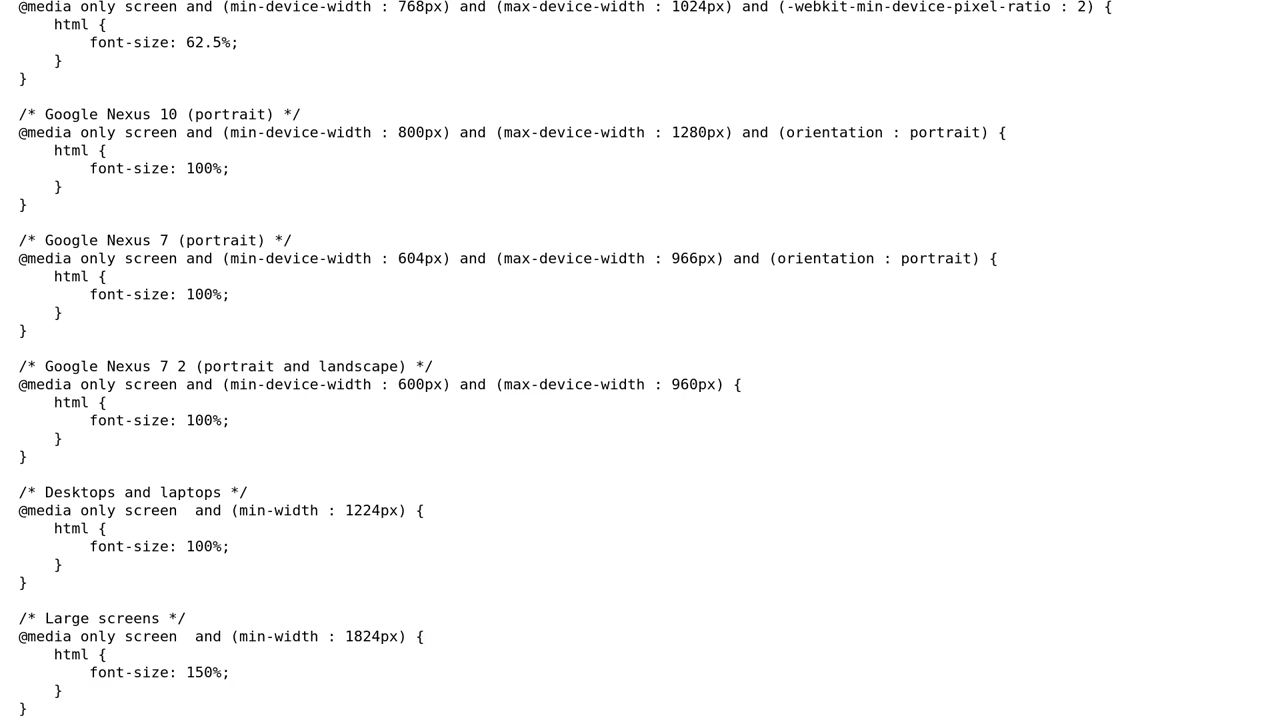 @media only screen and (min-device-width : 768px) and (max-device-width : 1024px) and (-webkit-min-device-pixel-ratio : 2) {
    html {
        font-size: 62.5%;
    }
}

/* Google Nexus 10 (portrait) */
@media only screen and (min-device-width : 800px) and (max-device-width : 1280px) and (orientation : portrait) {
    html {
        font-size: 100%;
    }
}

/* Google Nexus 7 (portrait) */
@media only screen and (min-device-width : 604px) and (max-device-width : 966px) and (orientation : portrait) {
    html {
        font-size: 100%;
    }
}

/* Google Nexus 7 2 (portrait and landscape) */
@media only screen and (min-device-width : 600px) and (max-device-width : 960px) {
    html {
        font-size: 100%;
    }
}

/* Desktops and laptops */
@media only screen  and (min-width : 1224px) {
    html {
        font-size: 100%;
    }
}

/* Large screens */
@media only screen  and (min-width : 1824px) {
    html {
        font-size: 150%;
    }
}